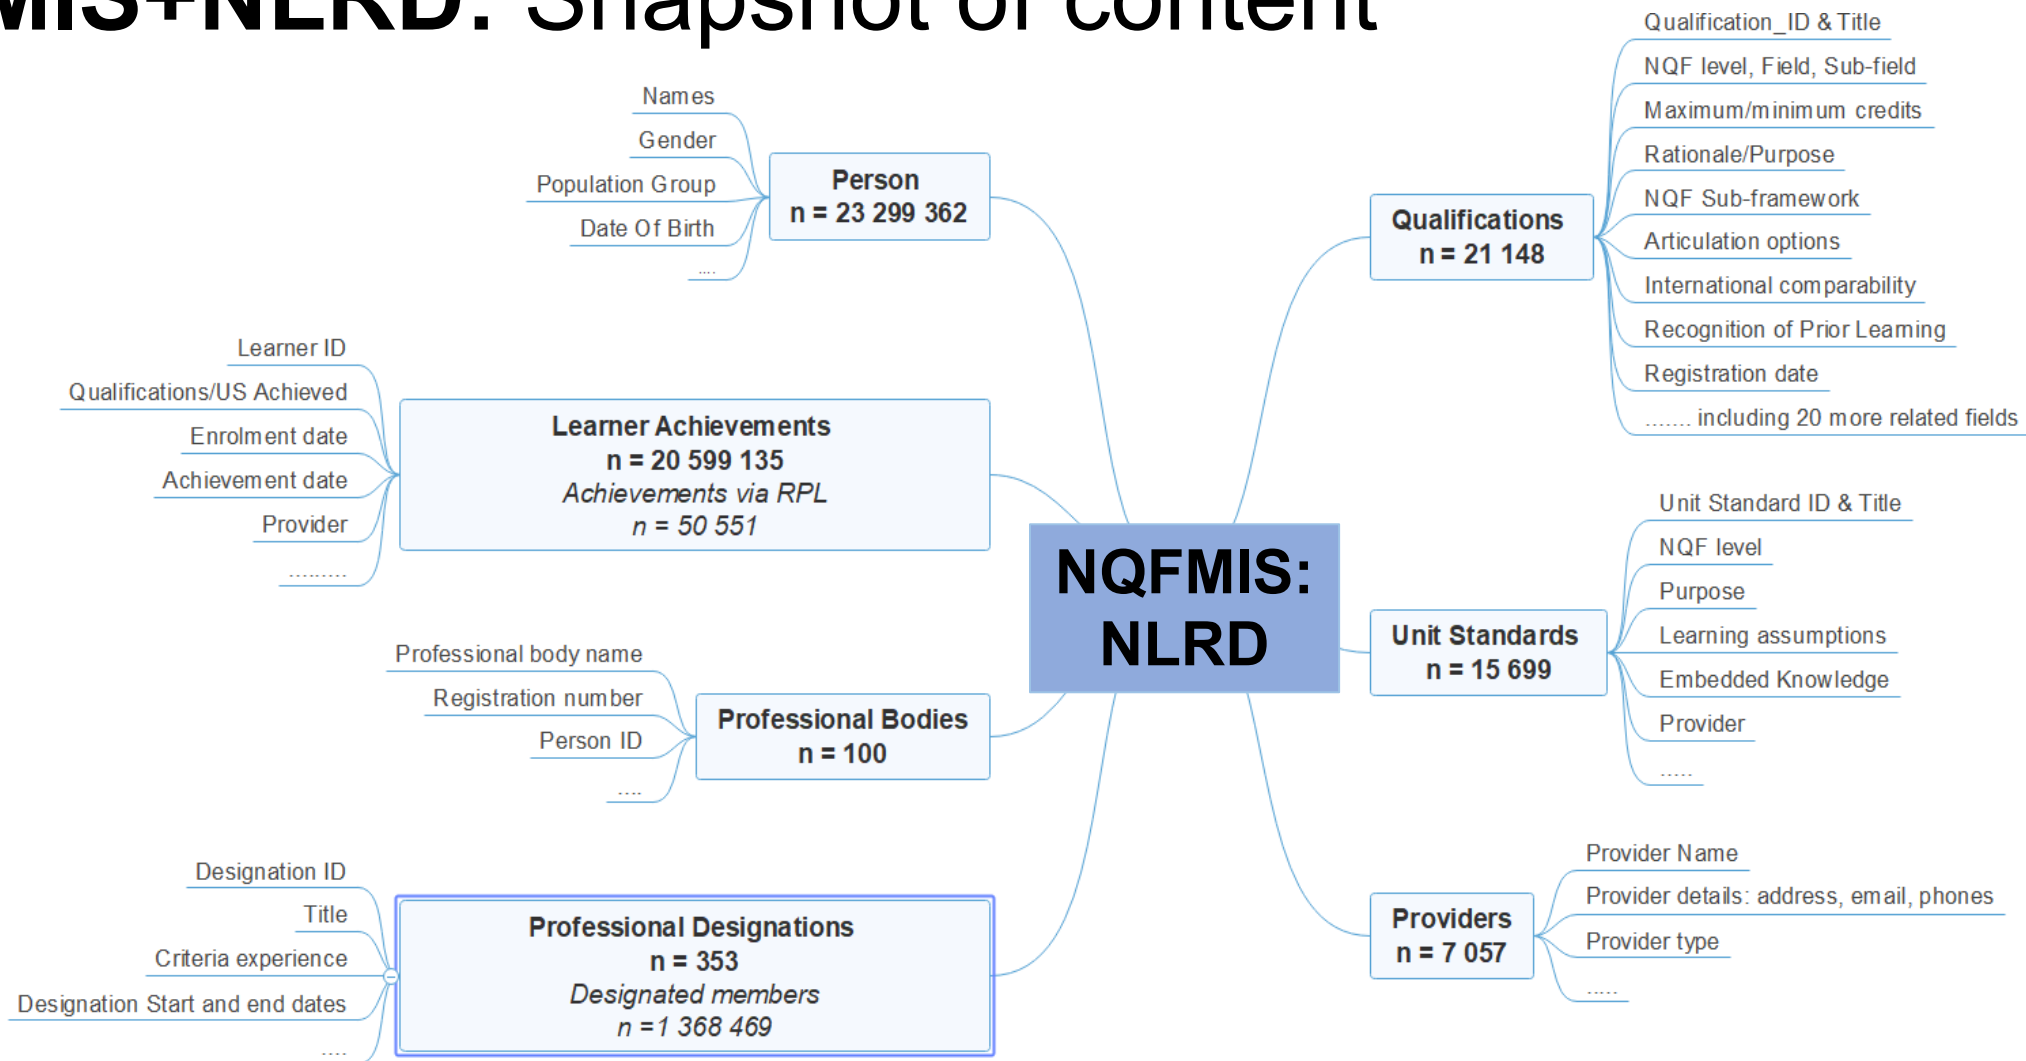 MIS+NLRD: Snapshot of content
Names
Gender
Population Group
Date Of Birth
....
Person
n = 23 299 362
Learner ID
Qualifications/US Achieved
Enrolment date
Achievement date
Provider
.........
Learner Achievements
n = 20 599 135
Achievements via RPL
n = 50 551
Professional body name
Registration number
Person ID
....
Professional Bodies
n = 100
Designation ID
Title
Criteria experience
Designation Start and end dates
....
Professional Designations
n = 353
Designated members
n =1 368 469
NQFMIS:
NLRD
Qualifications
n = 21 148
Qualification_ID & Title
NQF level, Field, Sub-field
Maximum/minimum credits
Rationale/Purpose
NQF Sub-framework
Articulation options
International comparability
Recognition of Prior Learning
Registration date
....... including 20 more related fields
Unit Standards
n = 15 699
Unit Standard ID & Title
NQF level
Purpose
Learning assumptions
Embedded Knowledge
Provider
.....
Providers
n = 7 057
Provider Name
Provider details: address, email, phones
Provider type
.....